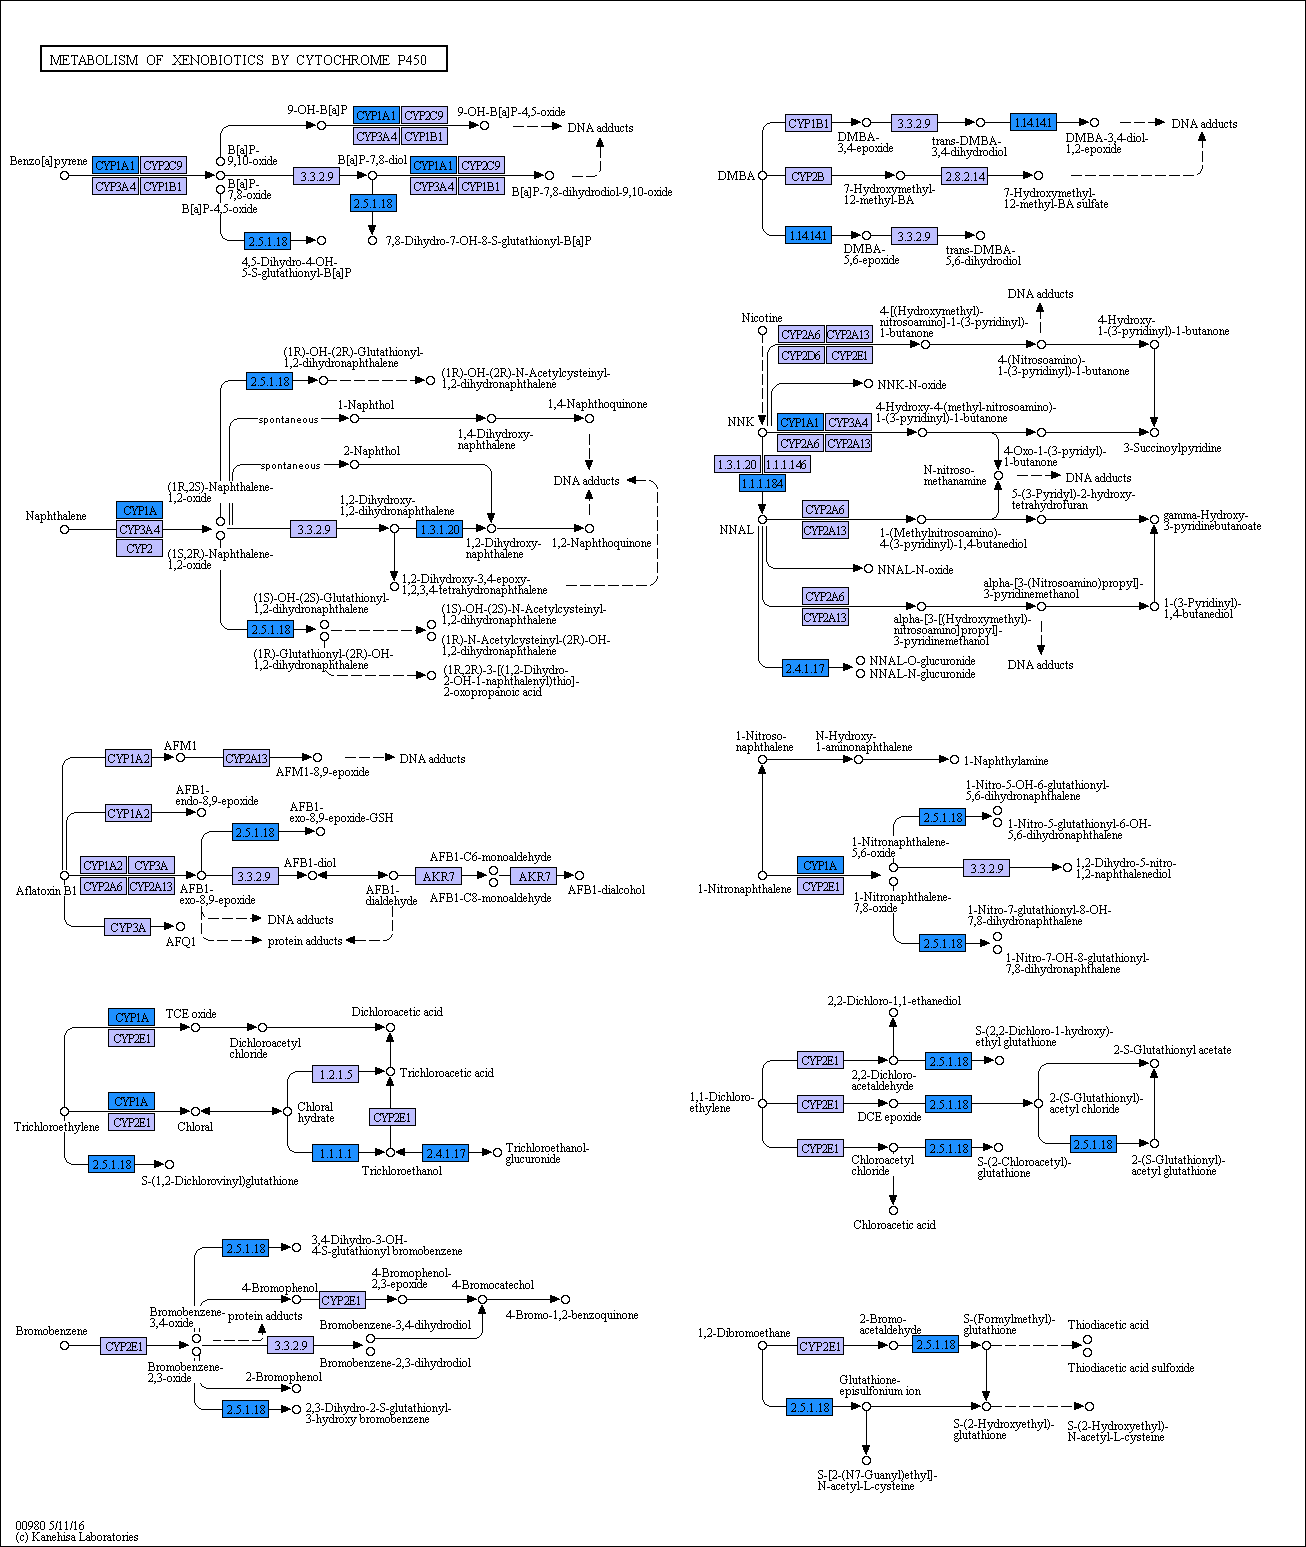 METABOLISM OF XENOBIOTICS BY CYTOCHROME P450
9-OH-B[a]P
CYP1A1
CYP2C9
CYP3A4
CYP1B1
9-OH-B[a]P-4,5-oxide
DNA adducts
Benzo[a]pyrene
CYP1A1
CYP2C9
CYP3A4
CYP1B1
B[a]P-
9,10-oxide
B[a]P-
7,8-oxide
B[a]P-4,5-oxide
3.3.2.9
B[a]P-7,8-diol
CYP1A1
CYP2C9
CYP3A4
CYP1B1
B[a]P-7,8-dihydrodiol-9,10-oxide
2.5.1.18
7,8-Dihydro-7-OH-8-S-glutathionyl-B[a]P
2.5.1.18
4,5-Dihydro-4-OH-
5-S-glutathionyl-B[a]P
DMBA
CYP1B1
DMBA-
3,4-epoxide
3.3.2.9
trans-DMBA-
3,4-dihydrodiol
1.14.14.1
DMBA-3,4-diol-
1,2-epoxide
DNA adducts
CYP2B
7-Hydroxymethyl-
12-methyl-BA
2.8.2.14
7-Hydroxymethyl-
12-methyl-BA sulfate
1.14.14.1
DMBA-
5,6-epoxide
3.3.2.9
trans-DMBA-
5,6-dihydrodiol
(1R)-OH-(2R)-Glutathionyl-
1,2-dihydronaphthalene
2.5.1.18
(1R)-OH-(2R)-N-Acetylcysteinyl-
1,2-dihydronaphthalene
spontaneous
1-Naphthol
1,4-Dihydroxy-
naphthalene
1,4-Naphthoquinone
spontaneous
2-Naphthol
DNA adducts
(1R,2S)-Naphthalene-
1,2-oxide
Naphthalene
CYP1A
CYP3A4
CYP2
(1S,2R)-Naphthalene-
1,2-oxide
3.3.2.9
1,2-Dihydroxy-
1,2-dihydronaphthalene
1.3.1.20
1,2-Dihydroxy-
naphthalene
1,2-Naphthoquinone
1,2-Dihydroxy-3,4-epoxy-
1,2,3,4-tetrahydronaphthalene
(1S)-OH-(2S)-Glutathionyl-
1,2-dihydronaphthalene
2.5.1.18
(1R)-Glutathionyl-(2R)-OH-
1,2-dihydronaphthalene
(1S)-OH-(2S)-N-Acetylcysteinyl-
1,2-dihydronaphthalene
(1R)-N-Acetylcysteinyl-(2R)-OH-
1,2-dihydronaphthalene
(1R,2R)-3-[(1,2-Dihydro-
2-OH-1-naphthalenyl)thio]-
2-oxopropanoic acid
Nicotine
CYP2A6
CYP2A13
CYP2D6
CYP2E1
4-[(Hydroxymethyl)-
nitrosoamino]-1-(3-pyridinyl)-
1-butanone
DNA adducts
4-(Nitrosoamino)-
1-(3-pyridinyl)-1-butanone
4-Hydroxy-
1-(3-pyridinyl)-1-butanone
NNK-N-oxide
NNK
CYP1A1
CYP3A4
CYP2A6
CYP2A13
4-Hydroxy-4-(methyl-nitrosoamino)-
1-(3-pyridinyl)-1-butanone
4-Oxo-1-(3-pyridyl)-
1-butanone
3-Succinoylpyridine
1.3.1.20
1.1.1.146
1.1.1.184
N-nitroso-
methanamine
DNA adducts
NNAL
CYP2A6
CYP2A13
1-(Methylnitrosoamino)-
4-(3-pyridinyl)-1,4-butanediol
5-(3-Pyridyl)-2-hydroxy-
tetrahydrofuran
gamma-Hydroxy-
3-pyridinebutanoate
NNAL-N-oxide
CYP2A6
CYP2A13
alpha-[3-[(Hydroxymethyl)-
nitrosoamino]propyl]-
3-pyridinemethanol
alpha-[3-(Nitrosoamino)propyl]-
3-pyridinemethanol
1-(3-Pyridinyl)-
1,4-butanediol
DNA adducts
2.4.1.17
NNAL-O-glucuronide
NNAL-N-glucuronide
CYP1A2
AFM1
CYP2A13
AFM1-8,9-epoxide
DNA adducts
CYP1A2
AFB1-
endo-8,9-epoxide
2.5.1.18
AFB1-
exo-8,9-epoxide-GSH
Aflatoxin B1
CYP1A2
CYP3A
CYP2A6
CYP2A13
AFB1-
exo-8,9-epoxide
3.3.2.9
AFB1-diol
AFB1-
dialdehyde
AKR7
AFB1-C6-monoaldehyde
AFB1-C8-monoaldehyde
AKR7
AFB1-dialcohol
CYP3A
AFQ1
DNA adducts
protein adducts
1-Nitroso-
naphthalene
N-Hydroxy-
1-aminonaphthalene
1-Naphthylamine
1-Nitronaphthalene
CYP1A
CYP2E1
1-Nitronaphthalene-
5,6-oxide
1-Nitronaphthalene-
7,8-oxide
2.5.1.18
1-Nitro-5-OH-6-glutathionyl-
5,6-dihydronaphthalene
1-Nitro-5-glutathionyl-6-OH-
5,6-dihydronaphthalene
3.3.2.9
1,2-Dihydro-5-nitro-
1,2-naphthalenediol
2.5.1.18
1-Nitro-7-glutathionyl-8-OH-
7,8-dihydronaphthalene
1-Nitro-7-OH-8-glutathionyl-
7,8-dihydronaphthalene
CYP1A
CYP2E1
TCE oxide
Dichloroacetyl
chloride
Dichloroacetic acid
1.2.1.5
Trichloroacetic acid
Trichloroethylene
CYP1A
CYP2E1
Chloral
Chloral
hydrate
CYP2E1
1.1.1.1
Trichloroethanol
2.4.1.17
Trichloroethanol-
glucuronide
2.5.1.18
S-(1,2-Dichlorovinyl)glutathione
2,2-Dichloro-1,1-ethanediol
CYP2E1
2,2-Dichloro-
acetaldehyde
2.5.1.18
S-(2,2-Dichloro-1-hydroxy)-
ethyl glutathione
2-S-Glutathionyl acetate
1,1-Dichloro-
ethylene
CYP2E1
DCE epoxide
2.5.1.18
2-(S-Glutathionyl)-
acetyl chloride
CYP2E1
Chloroacetyl
chloride
2.5.1.18
S-(2-Chloroacetyl)-
glutathione
2.5.1.18
2-(S-Glutathionyl)-
acetyl glutathione
Chloroacetic acid
2.5.1.18
3,4-Dihydro-3-OH-
4-S-glutathionyl bromobenzene
4-Bromophenol
CYP2E1
4-Bromophenol-
2,3-epoxide
4-Bromocatechol
4-Bromo-1,2-benzoquinone
Bromobenzene
CYP2E1
Bromobenzene-
3,4-oxide
Bromobenzene-
2,3-oxide
protein adducts
3.3.2.9
Bromobenzene-3,4-dihydrodiol
Bromobenzene-2,3-dihydrodiol
2-Bromophenol
2.5.1.18
2,3-Dihydro-2-S-glutathionyl-
3-hydroxy bromobenzene
1,2-Dibromoethane
CYP2E1
2-Bromo-
acetaldehyde
2.5.1.18
S-(Formylmethyl)-
glutathione
Thiodiacetic acid
Thiodiacetic acid sulfoxide
2.5.1.18
Glutathione-
episulfonium ion
S-(2-Hydroxyethyl)-
glutathione
S-(2-Hydroxyethyl)-
N-acetyl-L-cysteine
S-[2-(N7-Guanyl)ethyl]-
N-acetyl-L-cysteine
00980 5/11/16
(c) Kanehisa Laboratories